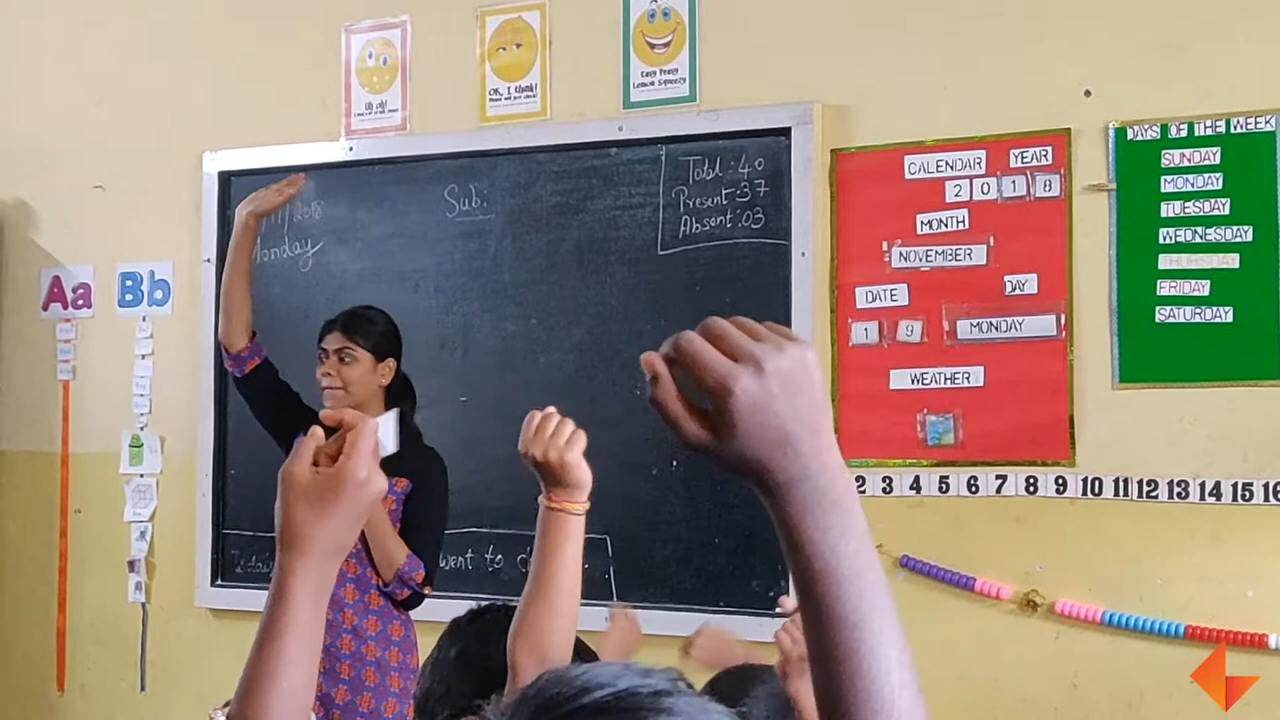 Uh oh!
OK, I think!
Easy Peasy
Lemon Squeezy
Aa
Bb
/11/2018
Monday
Sub:
Total : 40
Present : 37
Absent : 03
went to
CALENDAR YEAR
2 0 1 8
MONTH
NOVEMBER
DATE DAY
1 9 MONDAY
WEATHER
DAYS OF THE WEEK
SUNDAY
MONDAY
TUESDAY
WEDNESDAY
THURSDAY
FRIDAY
SATURDAY
2 3 4 5 6 7 8 9 10 11 12 13 14 15 16